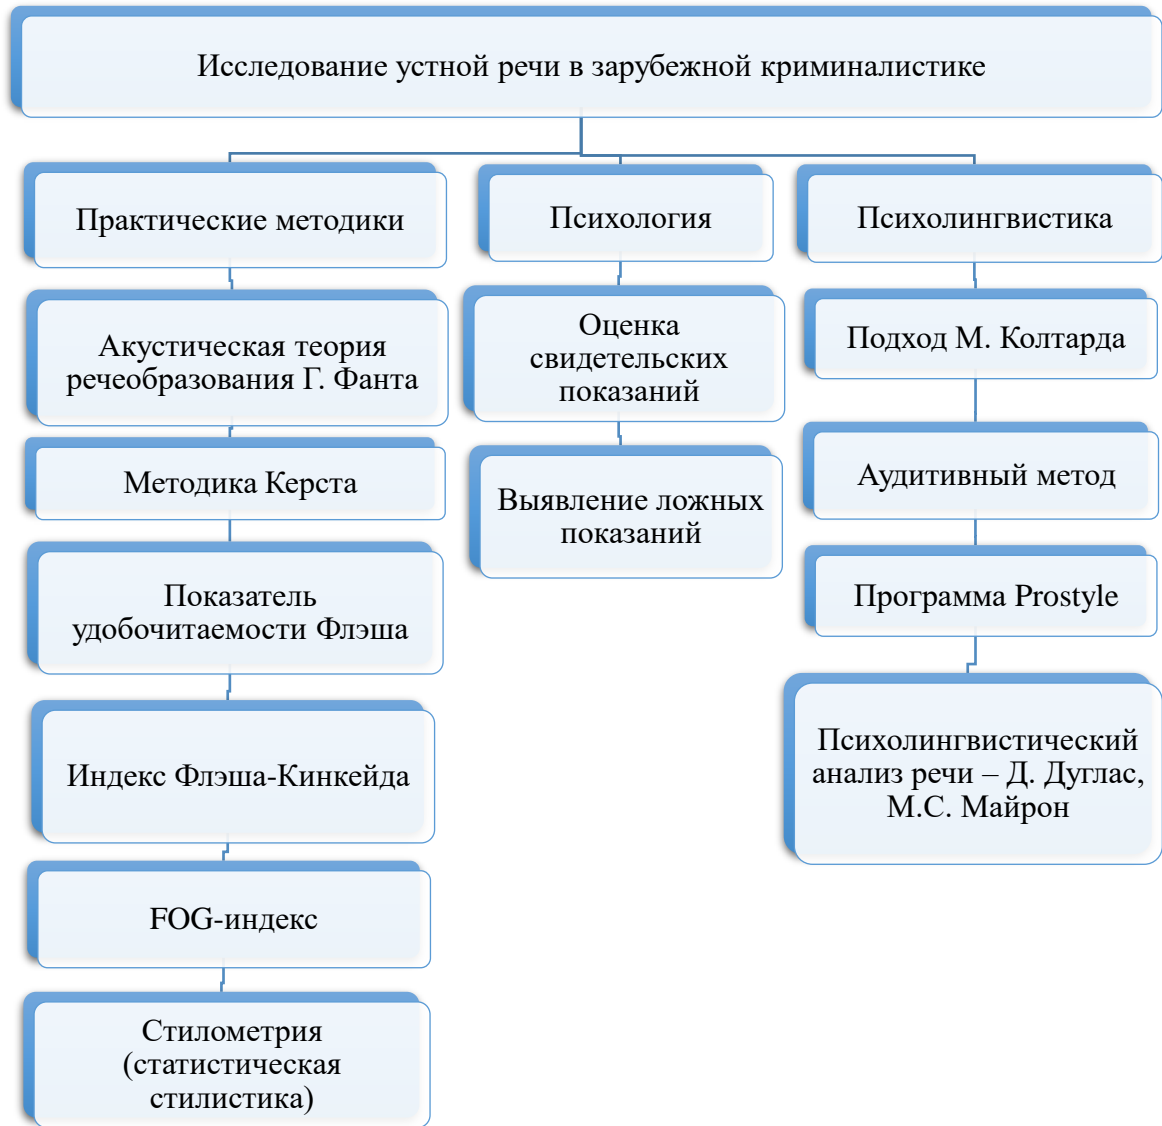 Исследование устной речи в зарубежной криминалистике
Практические методики
Психология
Психолингвистика
Акустическая теория
речеобразования Г. Фанта
Оценка
свидетельских
показаний
Подход М. Колтарда
Методика Керста
Выявление ложных
показаний
Аудитивный метод
Показатель
удобочитаемости Флэша
Программа Prostyle
Индекс Флэша-Кинкейда
Психолингвистический
анализ речи – Д. Дуглас,
М.С. Майрон
FOG-индекс
Стилометрия
(статистическая
стилистика)